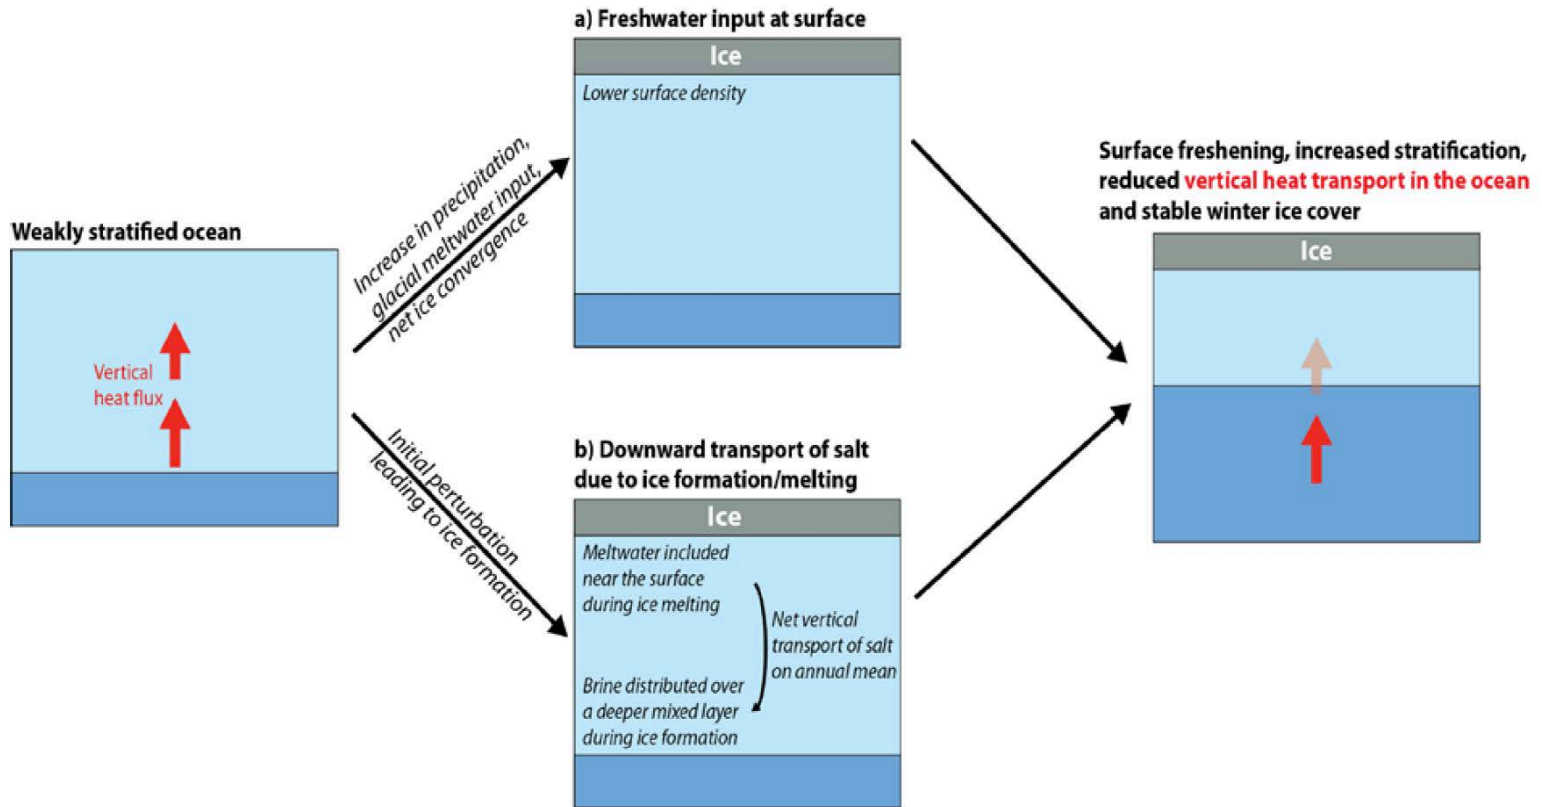 a) Freshwater input at surface
Ice
Lower surface density
Increase in precipitation,
glacial meltwater input,
net ice convergence
Weakly stratified ocean
Vertical
heat flux
Initial perturbation
leading to ice formation
b) Downward transport of salt
due to ice formation/melting
Ice
Meltwater included
near the surface
during ice melting
Net vertical
transport of salt
on annual mean
Brine distributed over
a deeper mixed layer
during ice formation
Surface freshening, increased stratification,
reduced vertical heat transport in the ocean
and stable winter ice cover
Ice